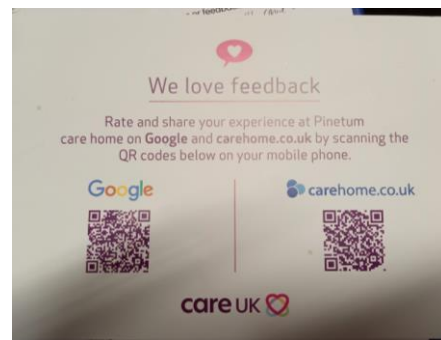 We love feedback
Rate and share your experience at Pinetum
care home on Google and carehome.co.uk by scanning the
QR codes below on your mobile phone.
Google
carehome.co.uk
care UK